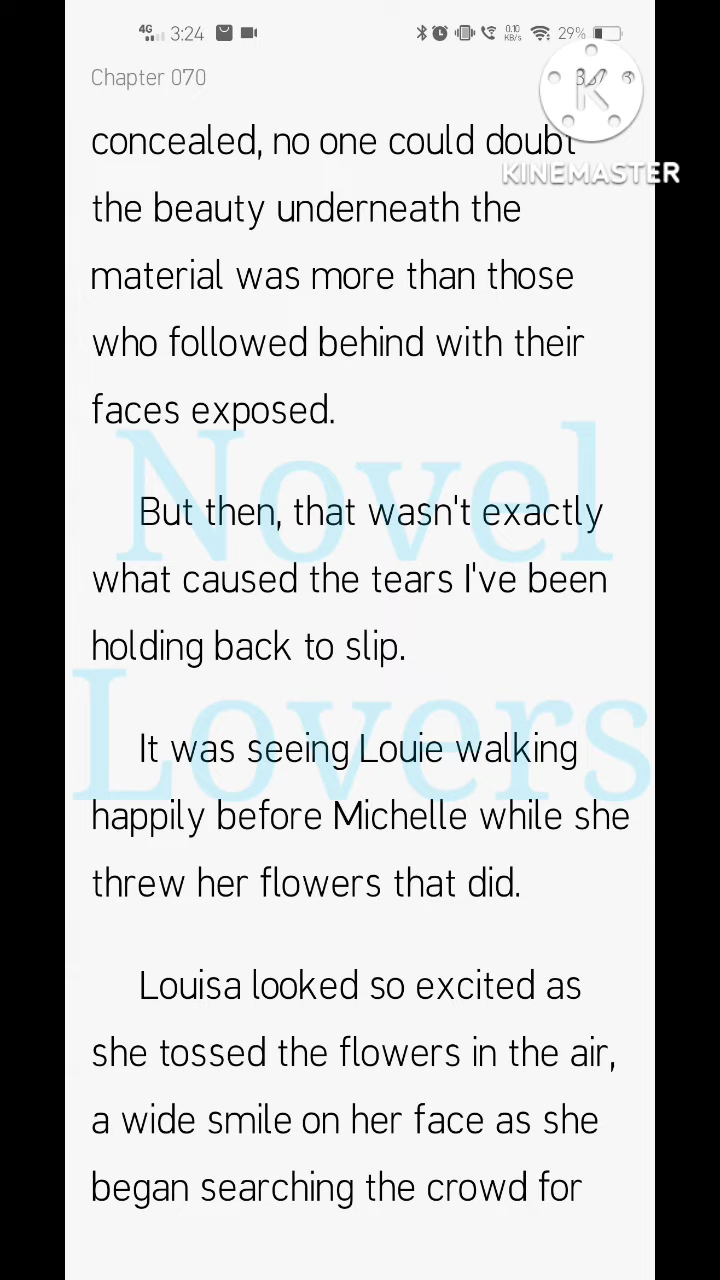 4G 3:24 0.10 KB/s 29%
Chapter 070
K
KINEMASTER
concealed, no one could doubt
the beauty underneath the
material was more than those
who followed behind with their
faces exposed.
But then, that wasn't exactly
what caused the tears I've been
holding back to slip.
It was seeing Louie walking
happily before Michelle while she
threw her flowers that did.
Louisa looked so excited as
she tossed the flowers in the air,
a wide smile on her face as she
began searching the crowd for
Novel
Lovers